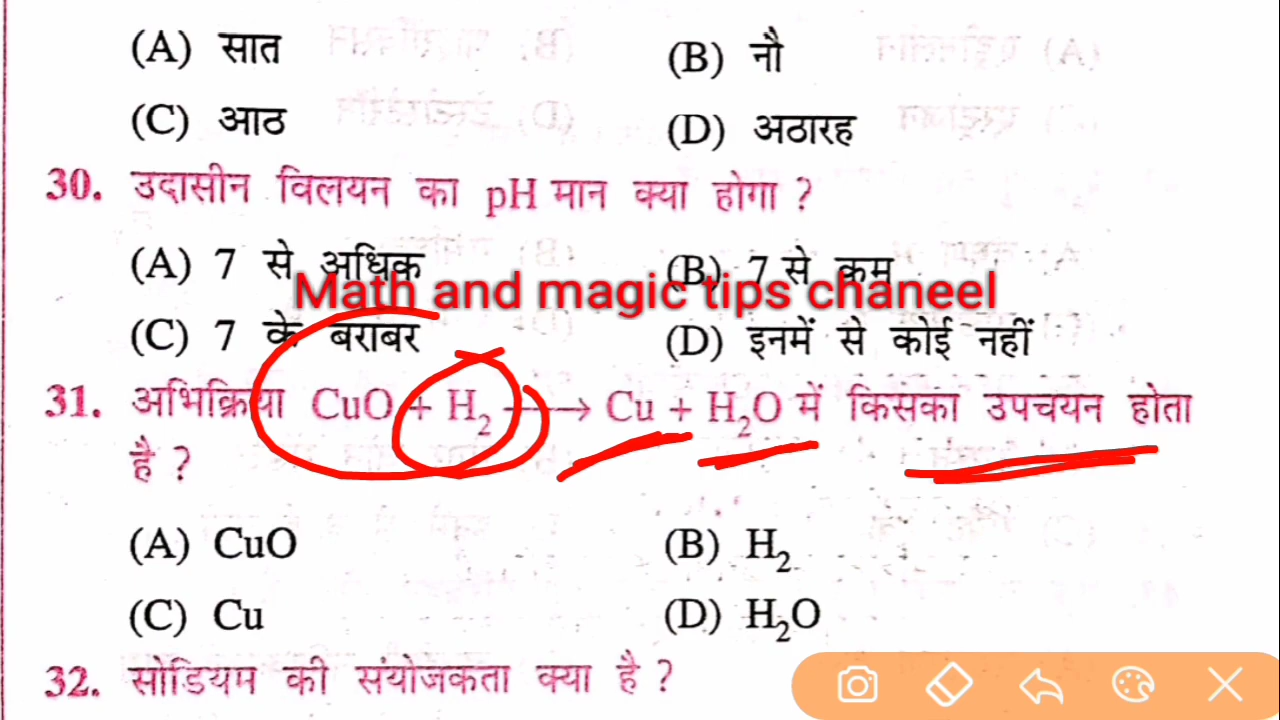 (A) सात (B) नौ
(C) आठ (D) अठारह
30. उदासीन विलयन का pH मान क्या होगा ?
(A) 7 से अधिक (B) 7 से कम
Math and magic tips chaneel
(C) 7 के बराबर (D) इनमें से कोई नहीं
31. अभिक्रिया CuO + H₂ ⟶ Cu + H₂O में किसका उपचयन होता
है ?
(A) CuO (B) H₂
(C) Cu (D) H₂O
32. सोडियम की संयोजकता क्या है ?